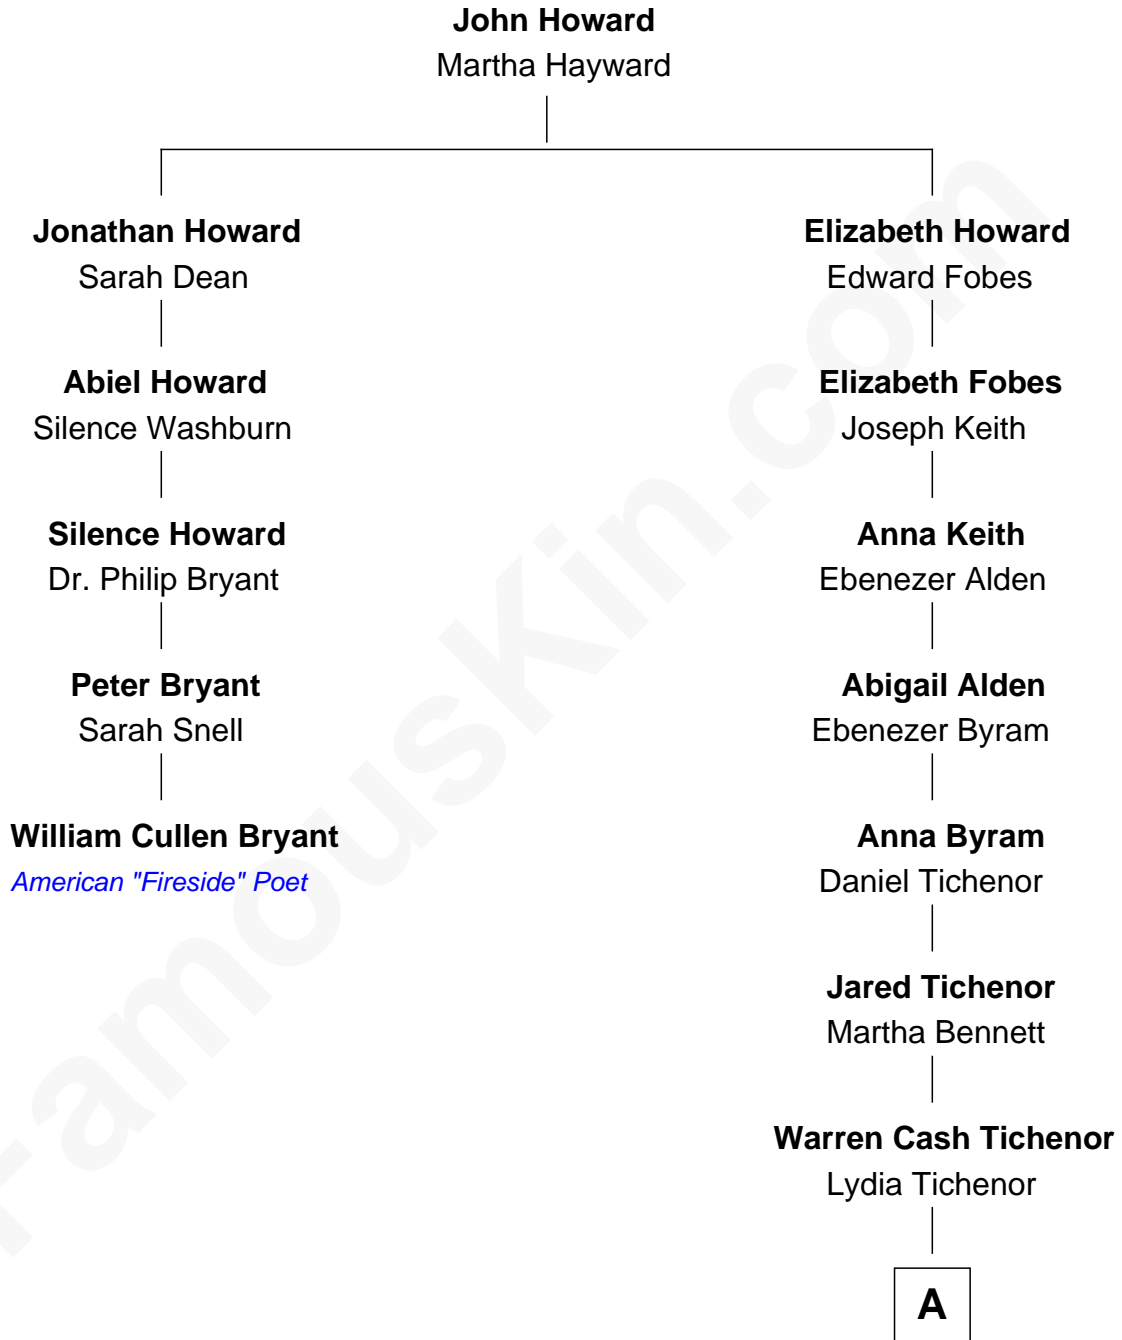 John Howard
Martha Hayward
Jonathan Howard
Sarah Dean
Abiel Howard
Silence Washburn
Silence Howard
Dr. Philip Bryant
Peter Bryant
Sarah Snell
William Cullen Bryant
American "Fireside" Poet
Elizabeth Howard
Edward Fobes
Elizabeth Fobes
Joseph Keith
Anna Keith
Ebenezer Alden
Abigail Alden
Ebenezer Byram
Anna Byram
Daniel Tichenor
Jared Tichenor
Martha Bennett
Warren Cash Tichenor
Lydia Tichenor
A
FamousKin.com